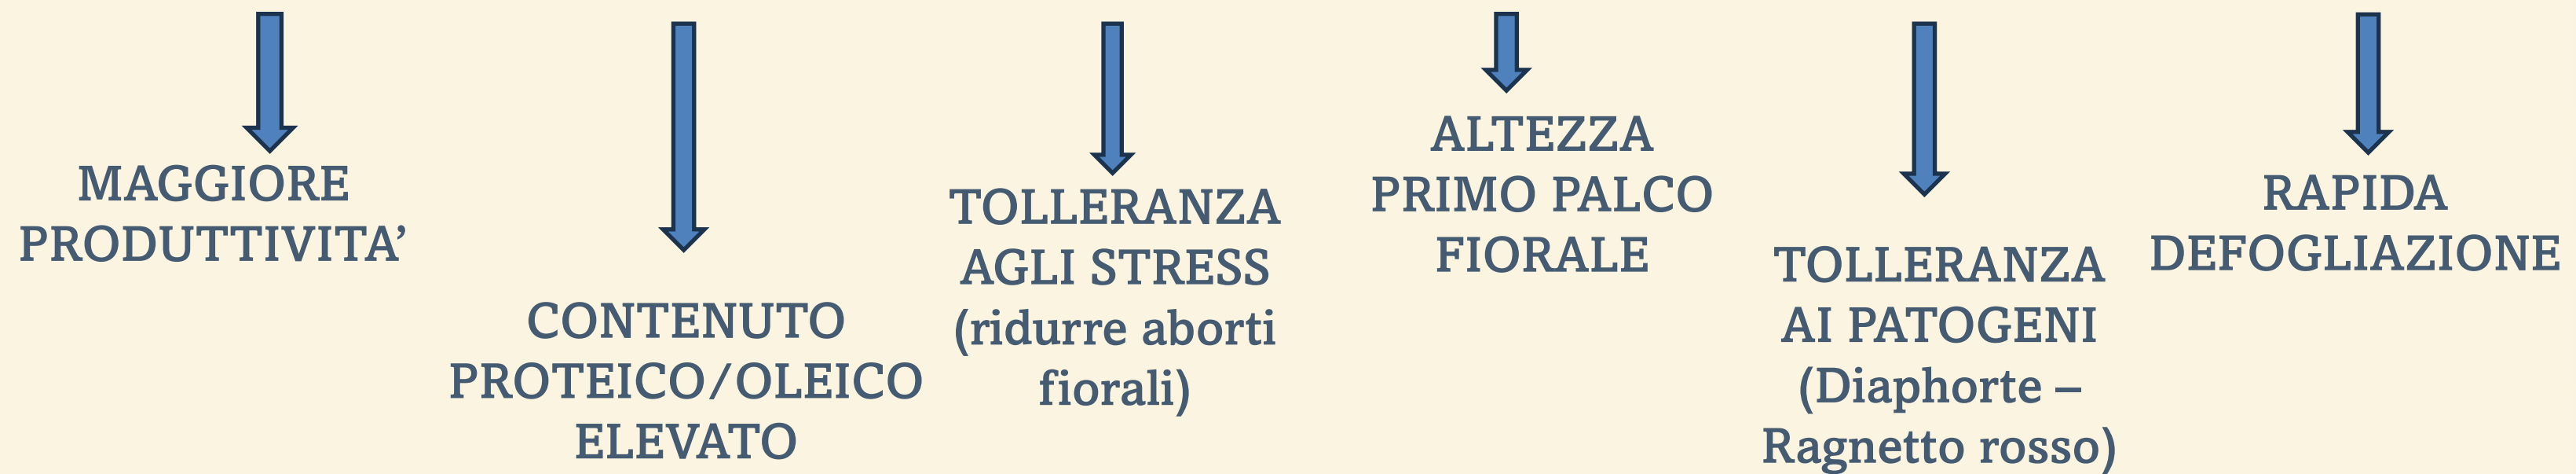 MAGGIORE
PRODUTTIVITA’
CONTENUTO
PROTEICO/OLEICO
ELEVATO
TOLLERANZA
AGLI STRESS
(ridurre aborti
fiorali)
ALTEZZA
PRIMO PALCO
FIORALE
TOLLERANZA
AI PATOGENI
(Diaphorte –
Ragnetto rosso)
RAPIDA
DEFOGLIAZIONE